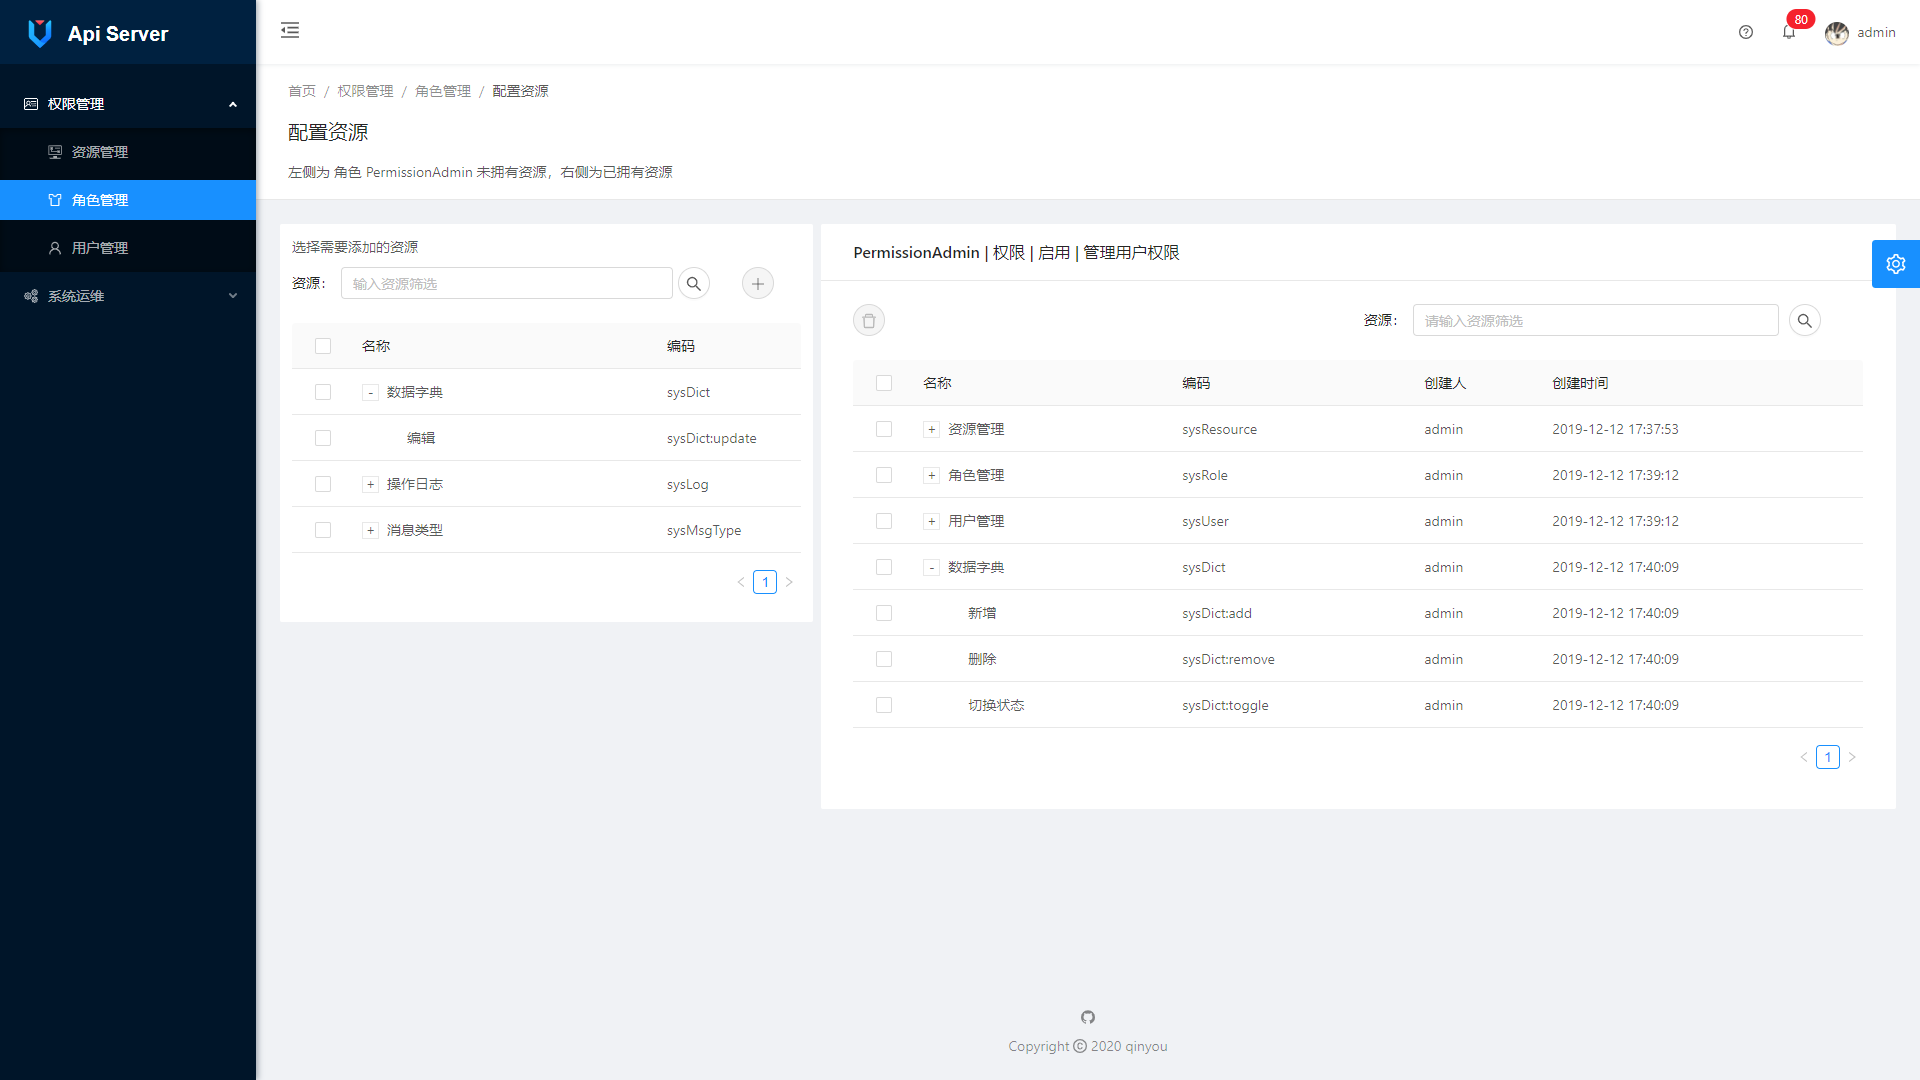 Api Server
80
admin
权限管理
资源管理
角色管理
用户管理
系统运维
首页 / 权限管理 / 角色管理 / 配置资源
配置资源
左侧为 角色 PermissionAdmin 未拥有资源，右侧为已拥有资源
选择需要添加的资源
资源： 输入资源筛选
名称 编码
- 数据字典 sysDict
编辑 sysDict:update
+ 操作日志 sysLog
+ 消息类型 sysMsgType
< 1 >
PermissionAdmin | 权限 | 启用 | 管理用户权限
资源： 请输入资源筛选
名称 编码 创建人 创建时间
+ 资源管理 sysResource admin 2019-12-12 17:37:53
+ 角色管理 sysRole admin 2019-12-12 17:39:12
+ 用户管理 sysUser admin 2019-12-12 17:39:12
- 数据字典 sysDict admin 2019-12-12 17:40:09
新增 sysDict:add admin 2019-12-12 17:40:09
删除 sysDict:remove admin 2019-12-12 17:40:09
切换状态 sysDict:toggle admin 2019-12-12 17:40:09
< 1 >
Copyright © 2020 qinyou